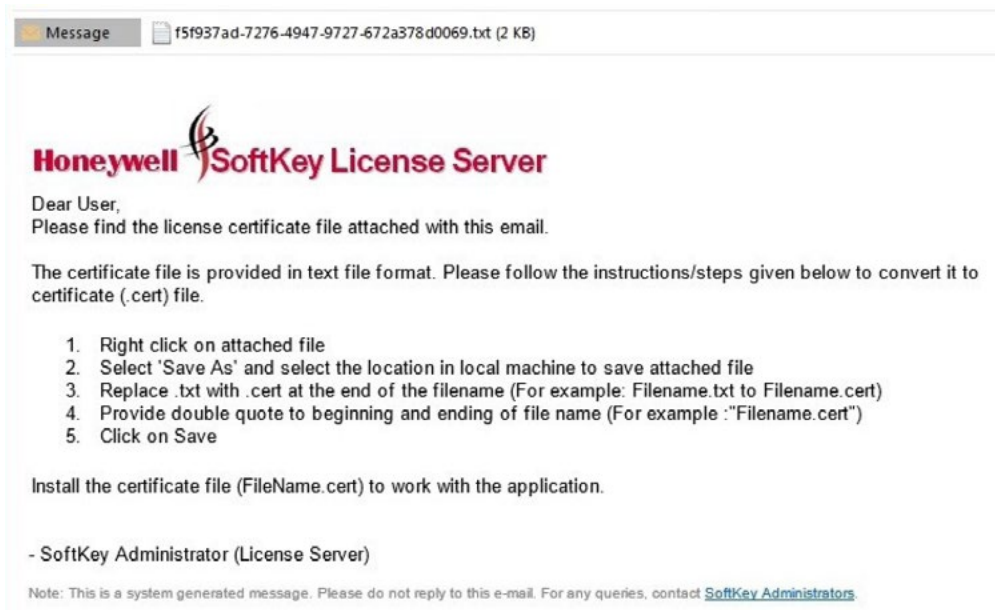 Message f5f937ad-7276-4947-9727-672a378d0069.txt (2 KB)
Honeywell SoftKey License Server
Dear User,
Please find the license certificate file attached with this email.
The certificate file is provided in text file format. Please follow the instructions/steps given below to convert it to
certificate (.cert) file.
1. Right click on attached file
2. Select 'Save As' and select the location in local machine to save attached file
3. Replace .txt with .cert at the end of the filename (For example: Filename.txt to Filename.cert)
4. Provide double quote to beginning and ending of file name (For example :"Filename.cert")
5. Click on Save
Install the certificate file (FileName.cert) to work with the application.
- SoftKey Administrator (License Server)
Note: This is a system generated message. Please do not reply to this e-mail. For any queries, contact SoftKey Administrators.